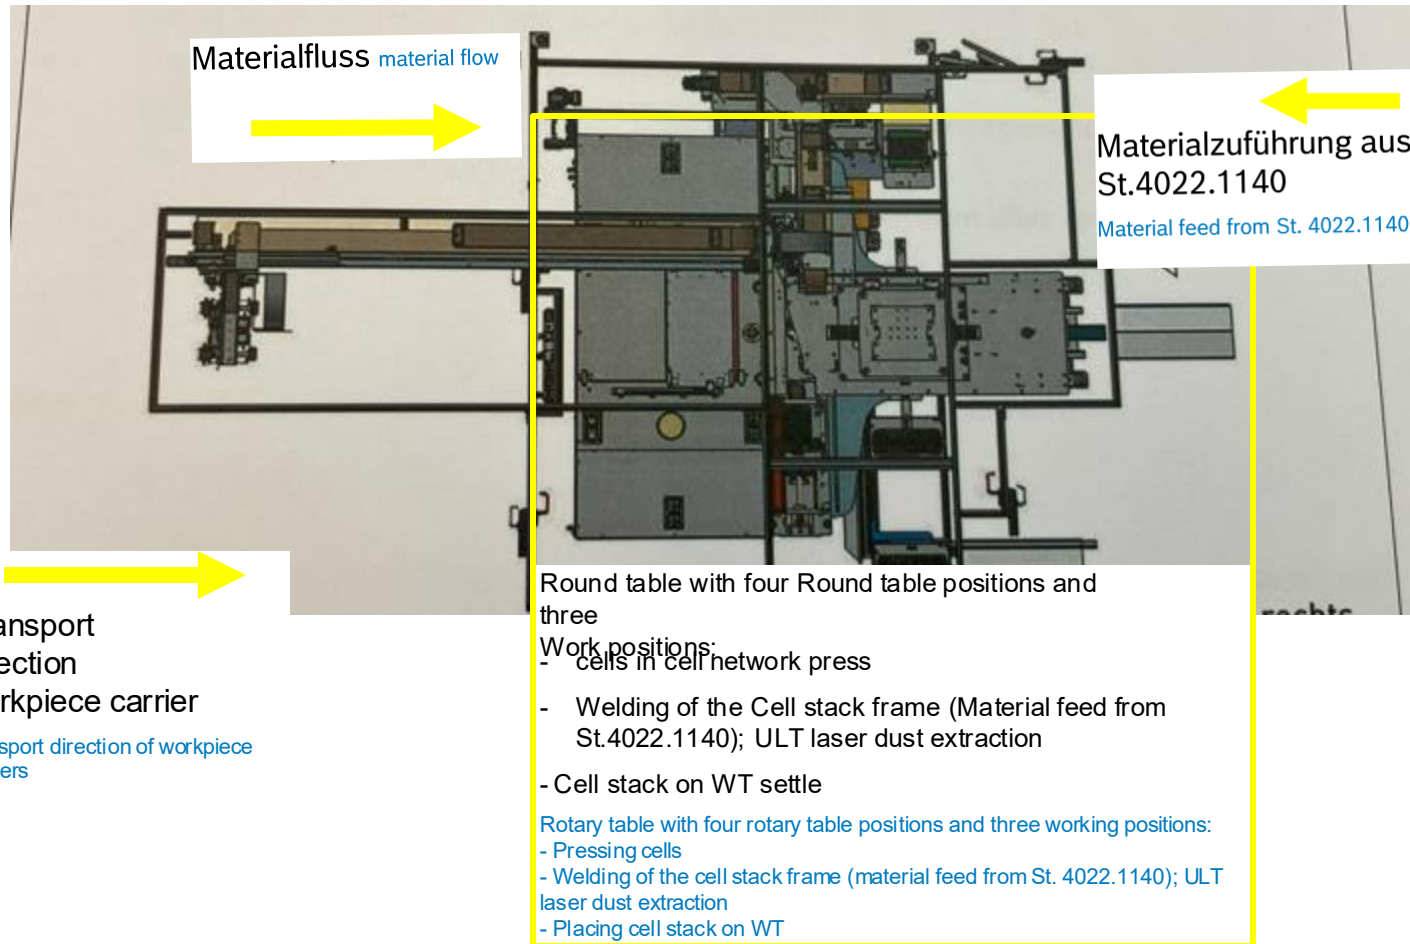 Materialfluss material flow
Materialzuführung aus
St.4022.1140
Material feed from St. 4022.1140
ansport
ection
rkpiece carrier
sport direction of workpiece
ers
Round table with four Round table positions and
three
Work positions:
- cells in cell network press
- Welding of the Cell stack frame (Material feed from
St.4022.1140); ULT laser dust extraction
- Cell stack on WT settle
Rotary table with four rotary table positions and three working positions:
- Pressing cells
- Welding of the cell stack frame (material feed from St. 4022.1140); ULT
laser dust extraction
- Placing cell stack on WT